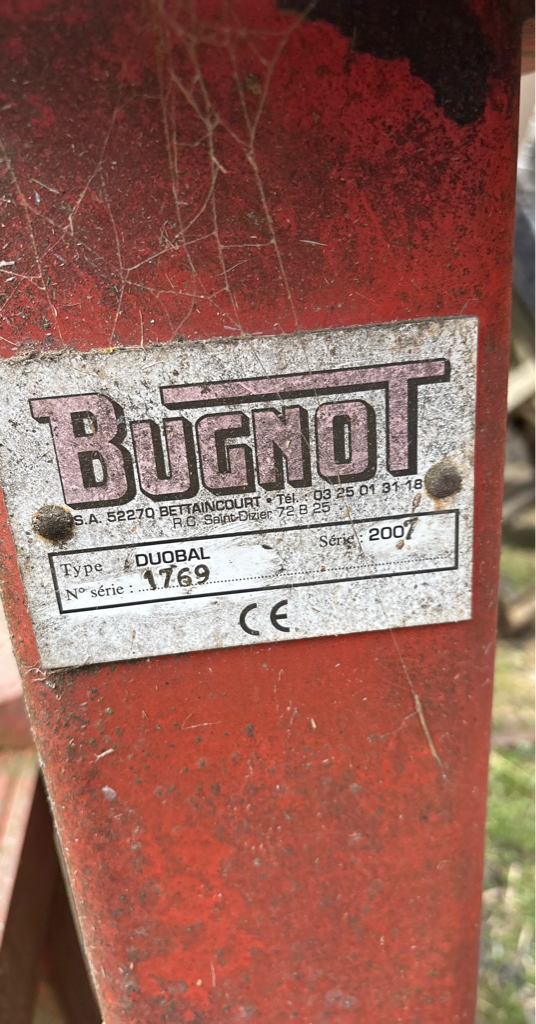 BUGNOT
S.A. 52270 BETTAINCOURT • Tél. : 03 25 01 31 18
R.C. Saint-Dizier 72 B 25
Type DUOBAL Série : 2007
N° série : 1769
CE